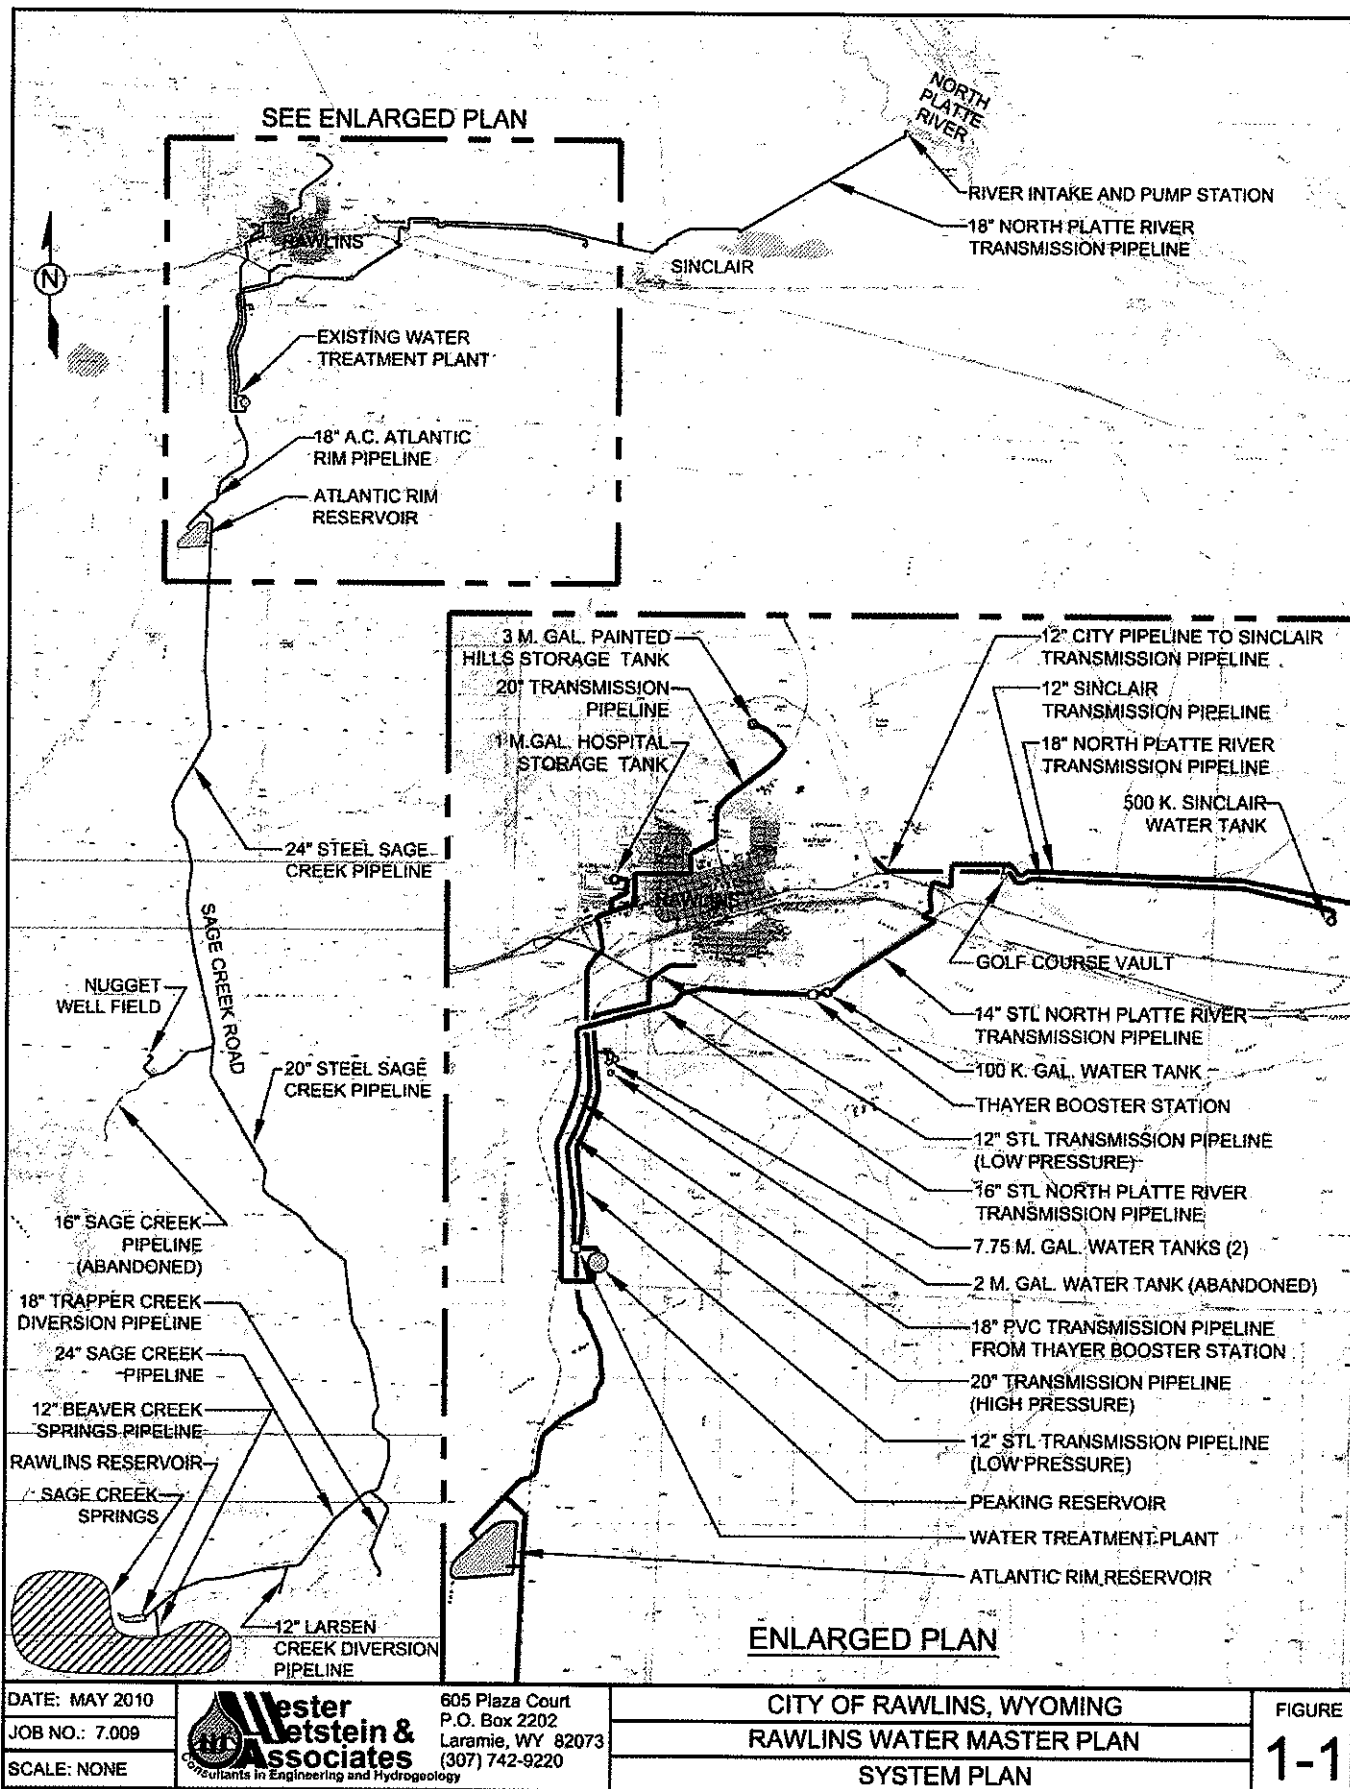 SEE ENLARGED PLAN
NORTH
PLATTE
RIVER
RIVER INTAKE AND PUMP STATION
18" NORTH PLATTE RIVER
TRANSMISSION PIPELINE
RAWLINS
SINCLAIR
N
EXISTING WATER
TREATMENT PLANT
18" A.C. ATLANTIC
RIM PIPELINE
ATLANTIC RIM
RESERVOIR
24" STEEL SAGE
CREEK PIPELINE
SAGE CREEK ROAD
NUGGET
WELL FIELD
20" STEEL SAGE
CREEK PIPELINE
16" SAGE CREEK
PIPELINE
(ABANDONED)
18" TRAPPER CREEK
DIVERSION PIPELINE
24" SAGE CREEK
PIPELINE
12" BEAVER CREEK
SPRINGS PIPELINE
RAWLINS RESERVOIR
SAGE CREEK
SPRINGS
12" LARSEN
CREEK DIVERSION
PIPELINE
3 M. GAL. PAINTED
HILLS STORAGE TANK
20" TRANSMISSION
PIPELINE
1 M.GAL. HOSPITAL
STORAGE TANK
RAWLINS
12" CITY PIPELINE TO SINCLAIR
TRANSMISSION PIPELINE
12" SINCLAIR
TRANSMISSION PIPELINE
18" NORTH PLATTE RIVER
TRANSMISSION PIPELINE
500 K. SINCLAIR
WATER TANK
GOLF COURSE VAULT
14" STL NORTH PLATTE RIVER
TRANSMISSION PIPELINE
100 K. GAL. WATER TANK
THAYER BOOSTER STATION
12" STL TRANSMISSION PIPELINE
(LOW PRESSURE)
16" STL NORTH PLATTE RIVER
TRANSMISSION PIPELINE
7.75 M. GAL. WATER TANKS (2)
2 M. GAL. WATER TANK (ABANDONED)
18" PVC TRANSMISSION PIPELINE
FROM THAYER BOOSTER STATION
20" TRANSMISSION PIPELINE
(HIGH PRESSURE)
12" STL TRANSMISSION PIPELINE
(LOW PRESSURE)
PEAKING RESERVOIR
WATER TREATMENT PLANT
ATLANTIC RIM RESERVOIR
ENLARGED PLAN
DATE: MAY 2010
JOB NO.: 7.009
SCALE: NONE
Wester
Wetstein &
Associates
Consultants in Engineering and Hydrogeology
605 Plaza Court
P.O. Box 2202
Laramie, WY 82073
(307) 742-9220
CITY OF RAWLINS, WYOMING
RAWLINS WATER MASTER PLAN
SYSTEM PLAN
FIGURE
1-1